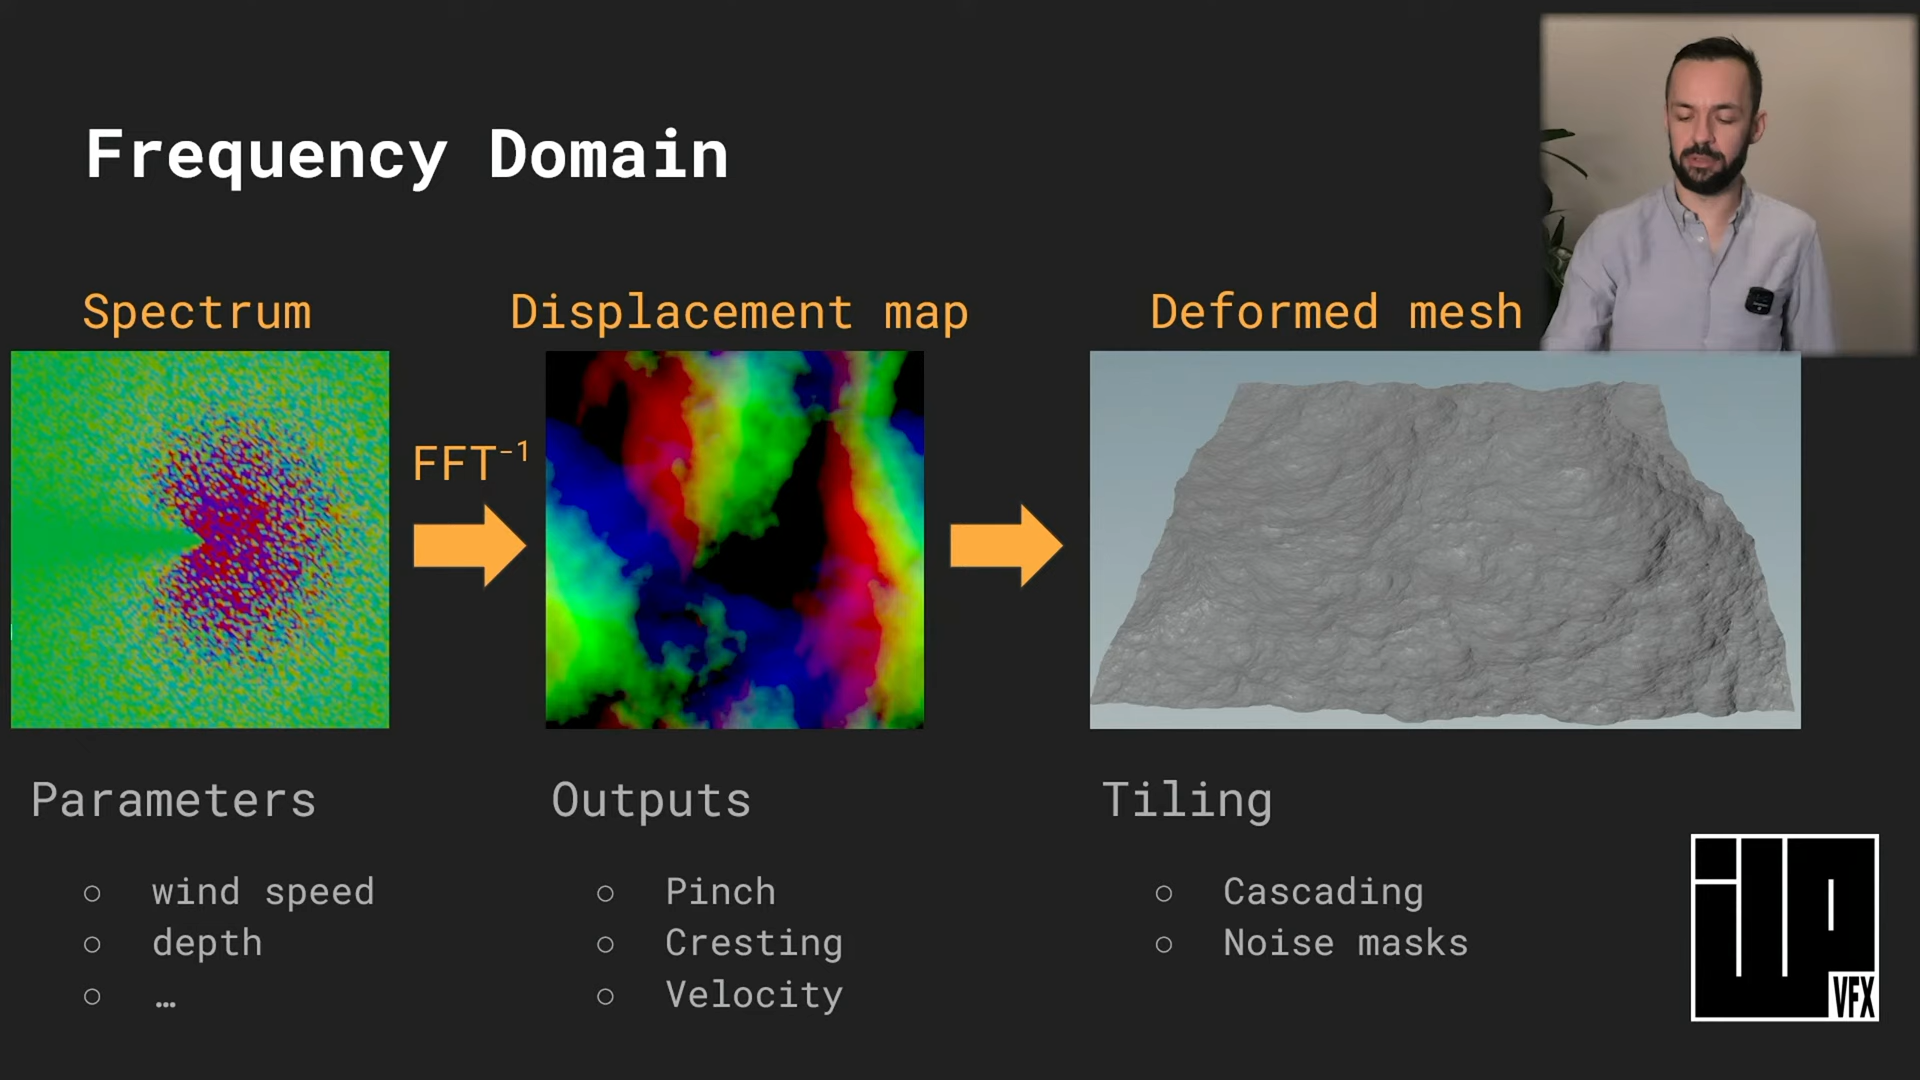 Frequency Domain
Spectrum
Displacement map
Deformed mesh
FFT⁻¹
Parameters
○ wind speed
○ depth
○ …
Outputs
○ Pinch
○ Cresting
○ Velocity
Tiling
○ Cascading
○ Noise masks
iUP
VFX